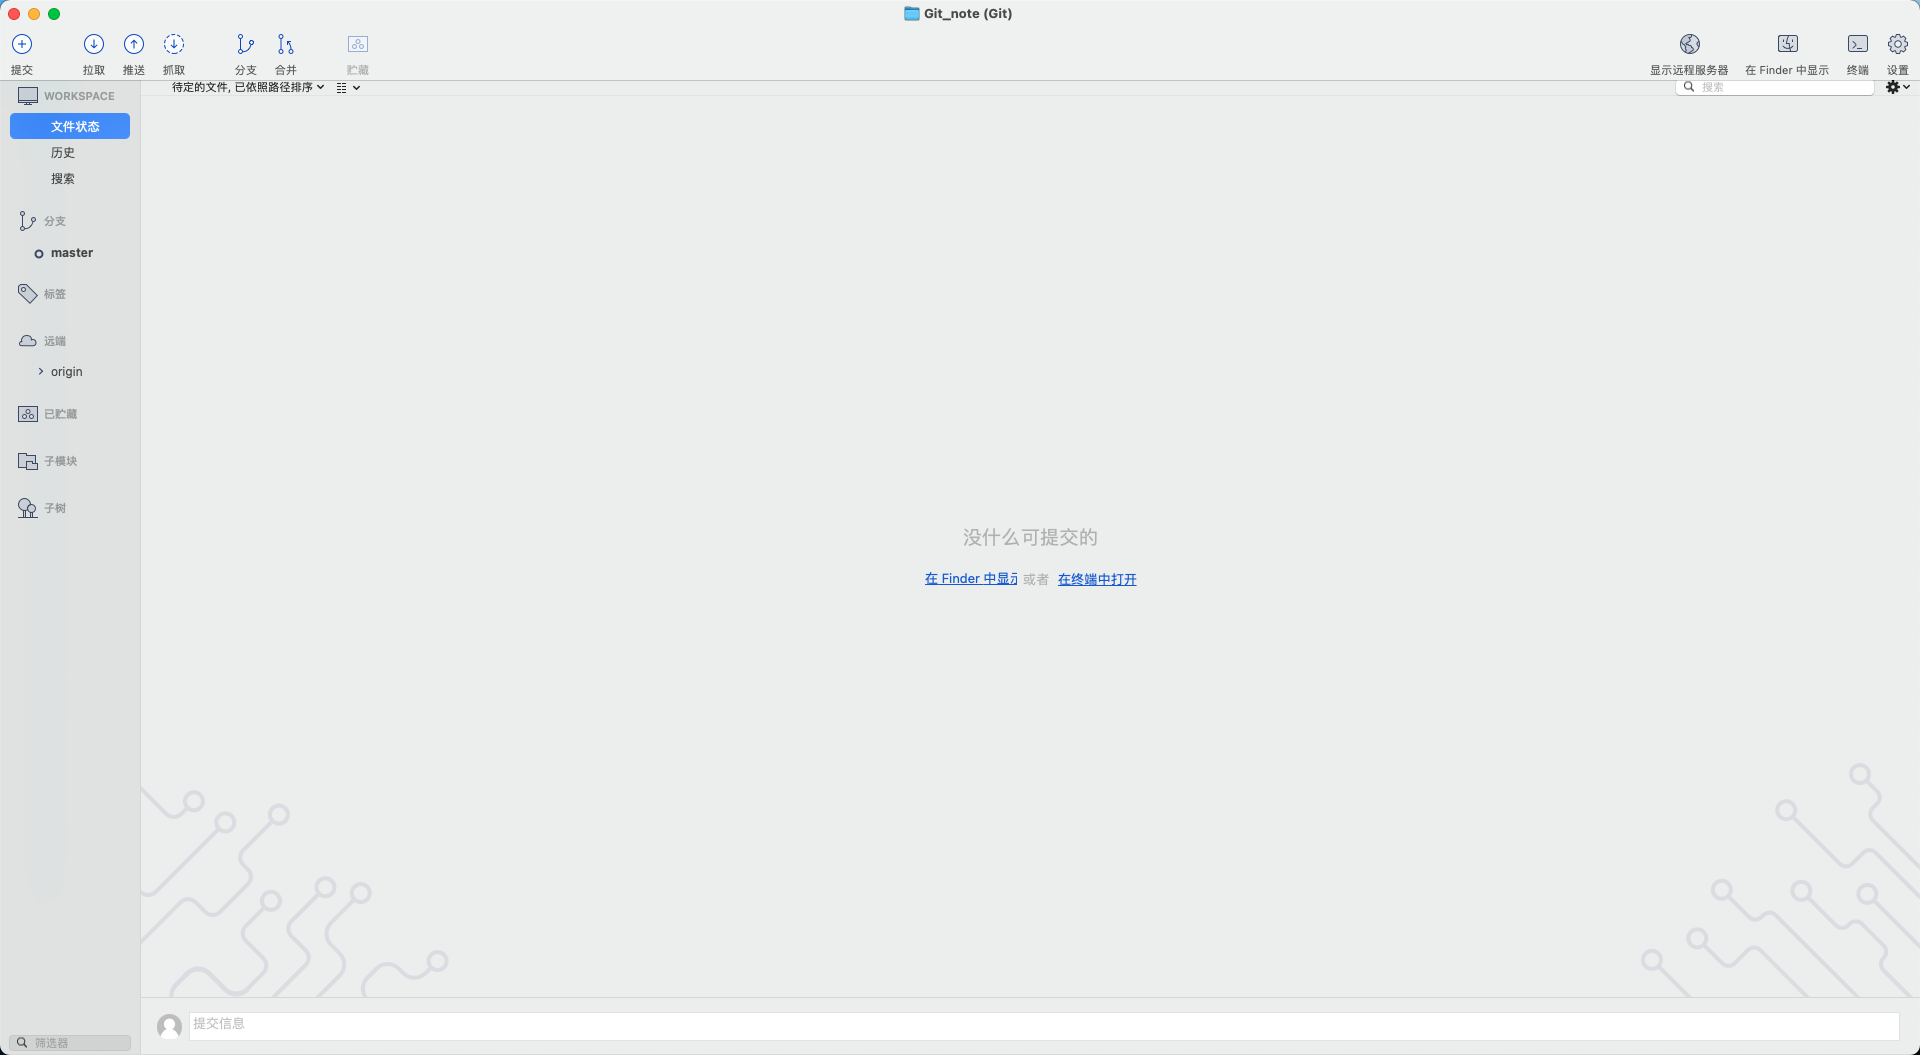 Git_note (Git)
提交
拉取
推送
抓取
分支
合并
贮藏
显示远程服务器
在 Finder 中显示
终端
设置
WORKSPACE
待定的文件, 已依照路径排序
搜索
文件状态
历史
搜索
分支
master
标签
远端
origin
已贮藏
子模块
子树
没什么可提交的
在 Finder 中显示 或者 在终端中打开
提交信息
筛选器